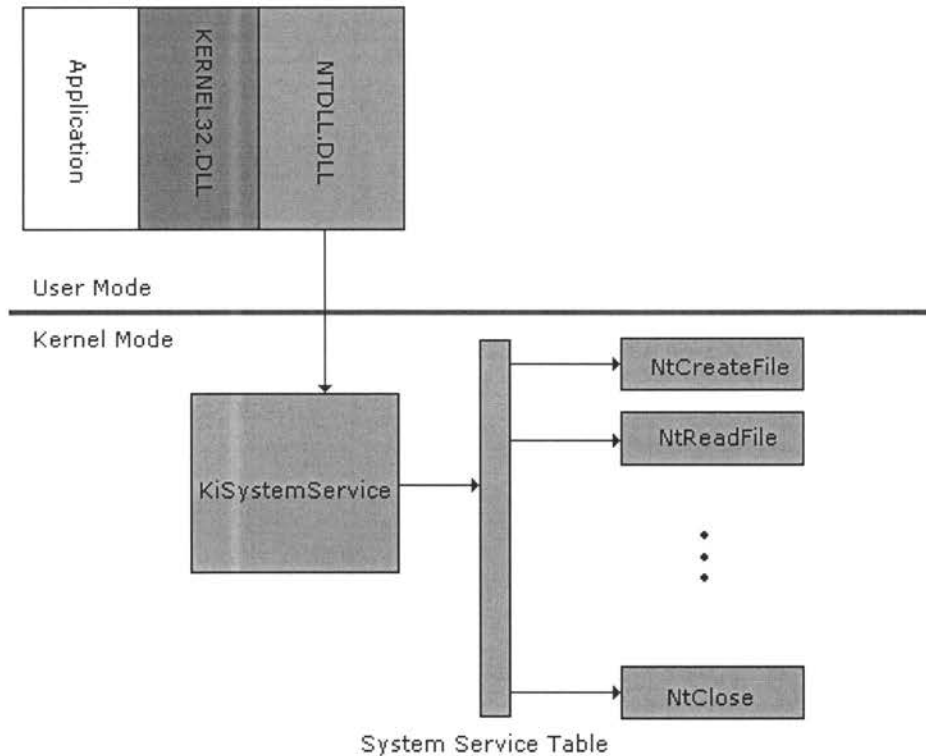 Application
KERNEL32.DLL
NTDLL.DLL
User Mode
Kernel Mode
NtCreateFile
NtReadFile
KiSystemService
NtClose
System Service Table